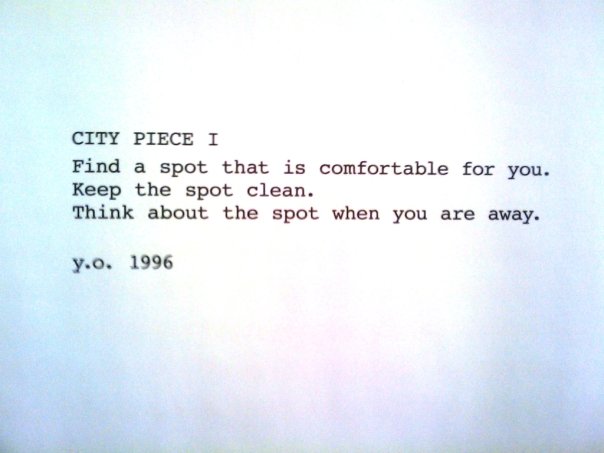 CITY PIECE I
Find a spot that is comfortable for you.
Keep the spot clean.
Think about the spot when you are away.
y.o. 1996